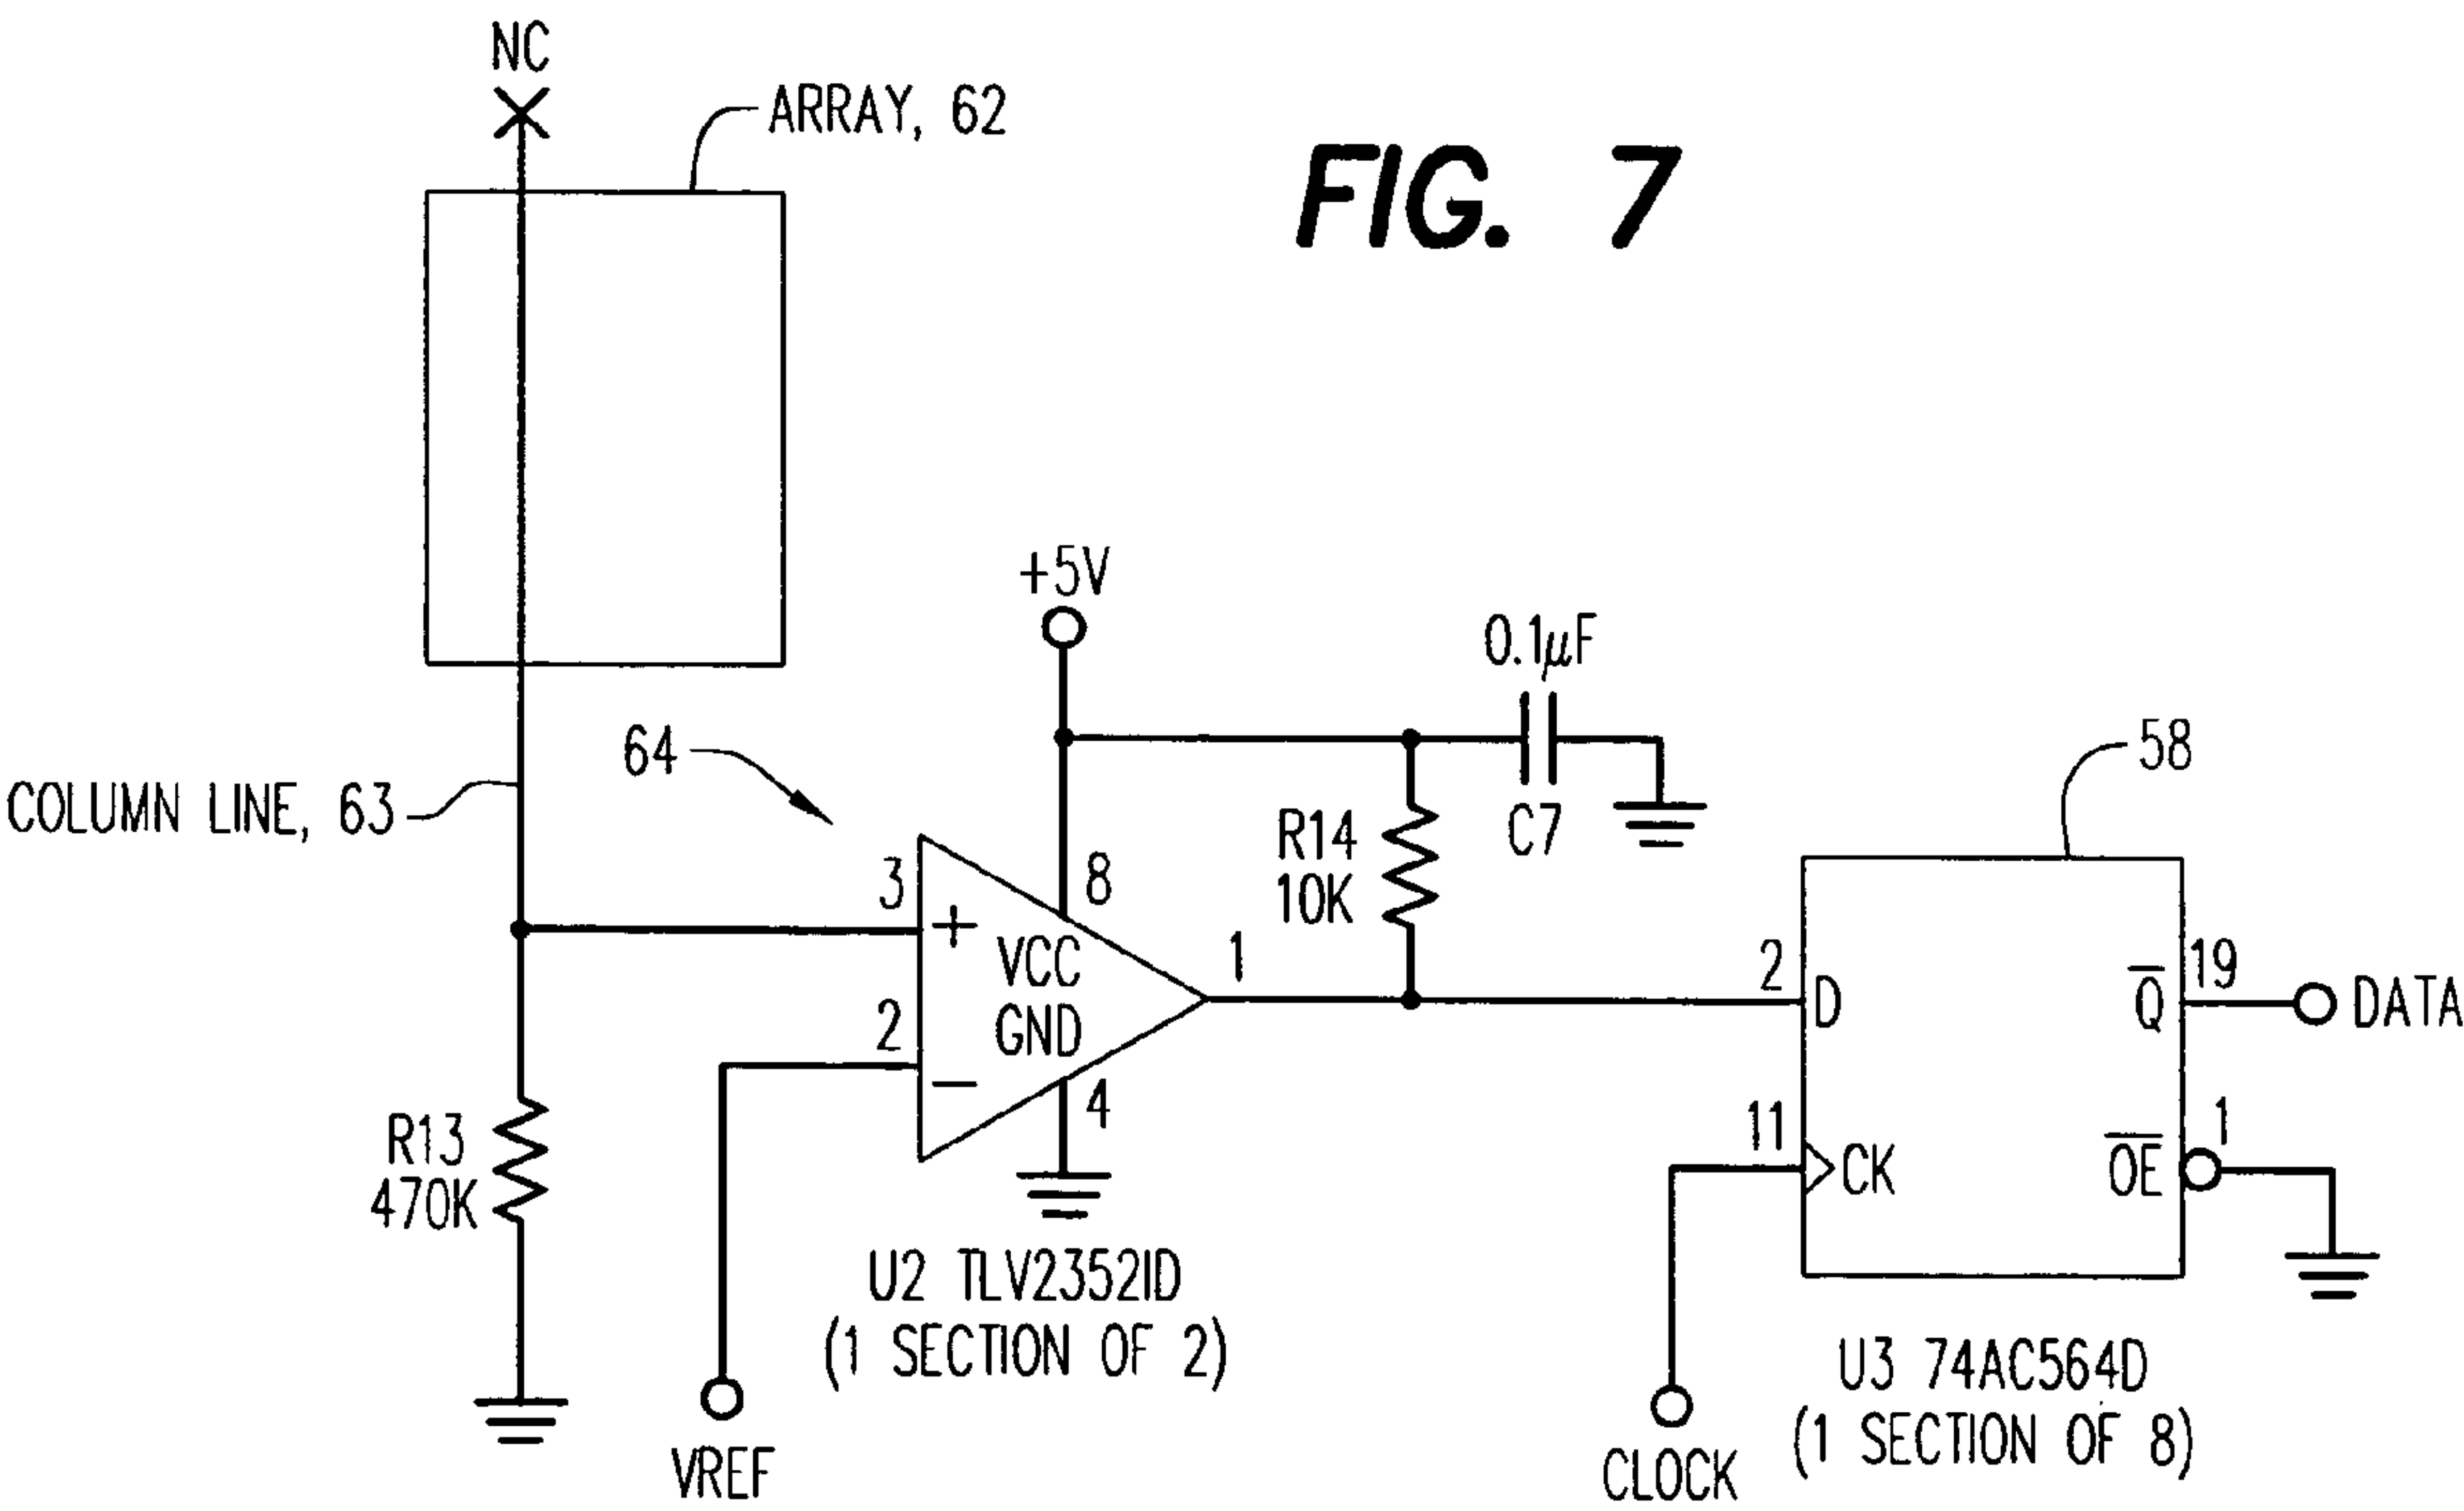 NC
ARRAY, 62
FIG. 7
+5V
0.1µF
64
58
COLUMN LINE, 63
R14
10K
C7
3
8
+
VCC
1
2
19
D
Q̅
DATA
2
GND
−
4
11
CK
O̅E̅
1
R13
470K
U2 TLV2352ID
(1 SECTION OF 2)
U3 74AC564D
(1 SECTION OF 8)
VREF
CLOCK